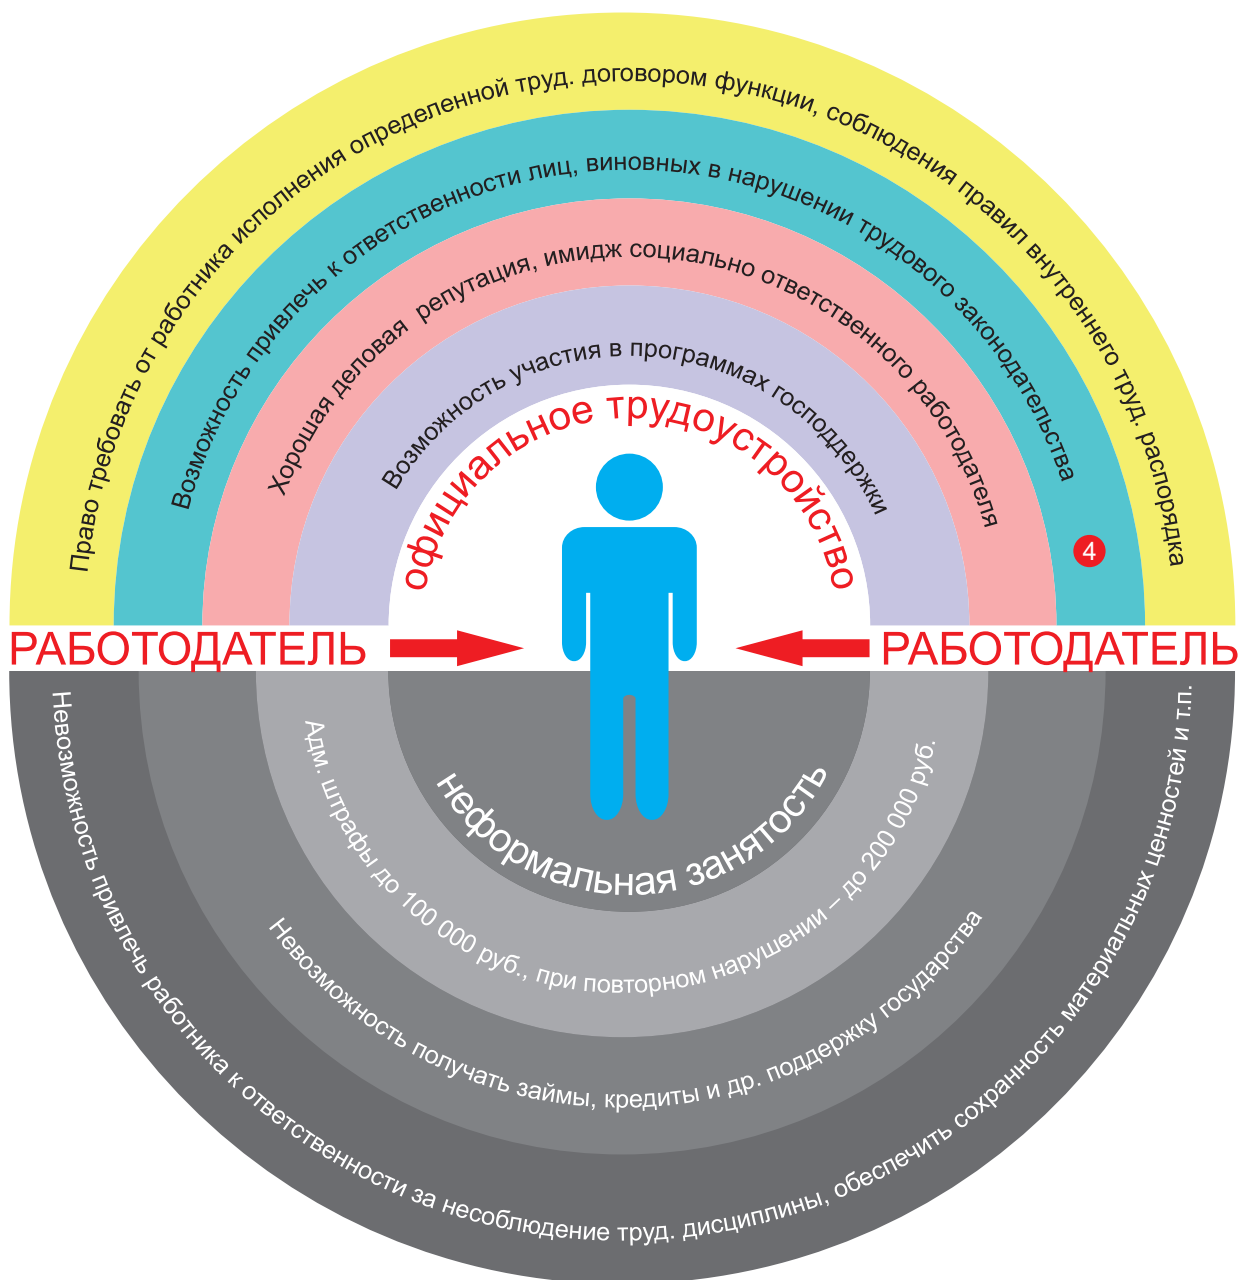 Право требовать от работника исполнения определенной труд. договором функции, соблюдения правил внутреннего труд. распорядка
Возможность привлечь к ответственности лиц, виновных в нарушении трудового законодательства
Хорошая деловая репутация, имидж социально ответственного работодателя
Возможность участия в программах господдержки
официальное трудоустройство
4
РАБОТОДАТЕЛЬ
РАБОТОДАТЕЛЬ
неформальная занятость
Адм. штрафы до 100 000 руб., при повторном нарушении – до 200 000 руб.
Невозможность получать займы, кредиты и др. поддержку государства
Невозможность привлечь работника к ответственности за несоблюдение труд. дисциплины, обеспечить сохранность материальных ценностей и т.п.